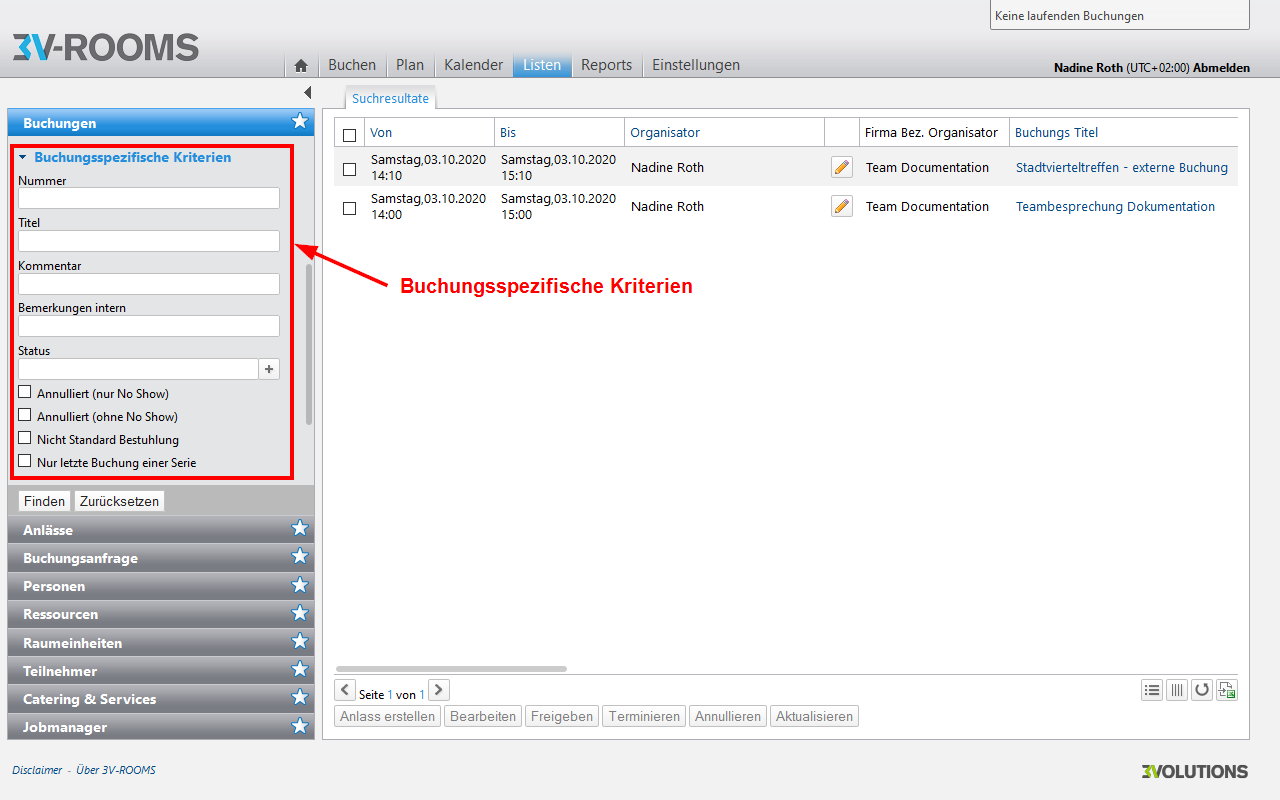 Keine laufenden Buchungen
3V-ROOMS
Buchen Plan Kalender Listen Reports Einstellungen
Nadine Roth (UTC+02:00) Abmelden
Buchungen
Suchresultate
Von Bis Organisator Firma Bez. Organisator Buchungs Titel
Samstag,03.10.2020 14:10 Samstag,03.10.2020 15:10 Nadine Roth Team Documentation Stadtvierteltreffen - externe Buchung
Samstag,03.10.2020 14:00 Samstag,03.10.2020 15:00 Nadine Roth Team Documentation Teambesprechung Dokumentation
Buchungsspezifische Kriterien
Nummer
Titel
Kommentar
Bemerkungen intern
Status
+
Annulliert (nur No Show)
Annulliert (ohne No Show)
Nicht Standard Bestuhlung
Nur letzte Buchung einer Serie
Buchungsspezifische Kriterien
Finden Zurücksetzen
Anlässe
Buchungsanfrage
Personen
Ressourcen
Raumeinheiten
Teilnehmer
Catering & Services
Jobmanager
Seite 1 von 1
Anlass erstellen Bearbeiten Freigeben Terminieren Annullieren Aktualisieren
Disclaimer - Über 3V-ROOMS
3VOLUTIONS